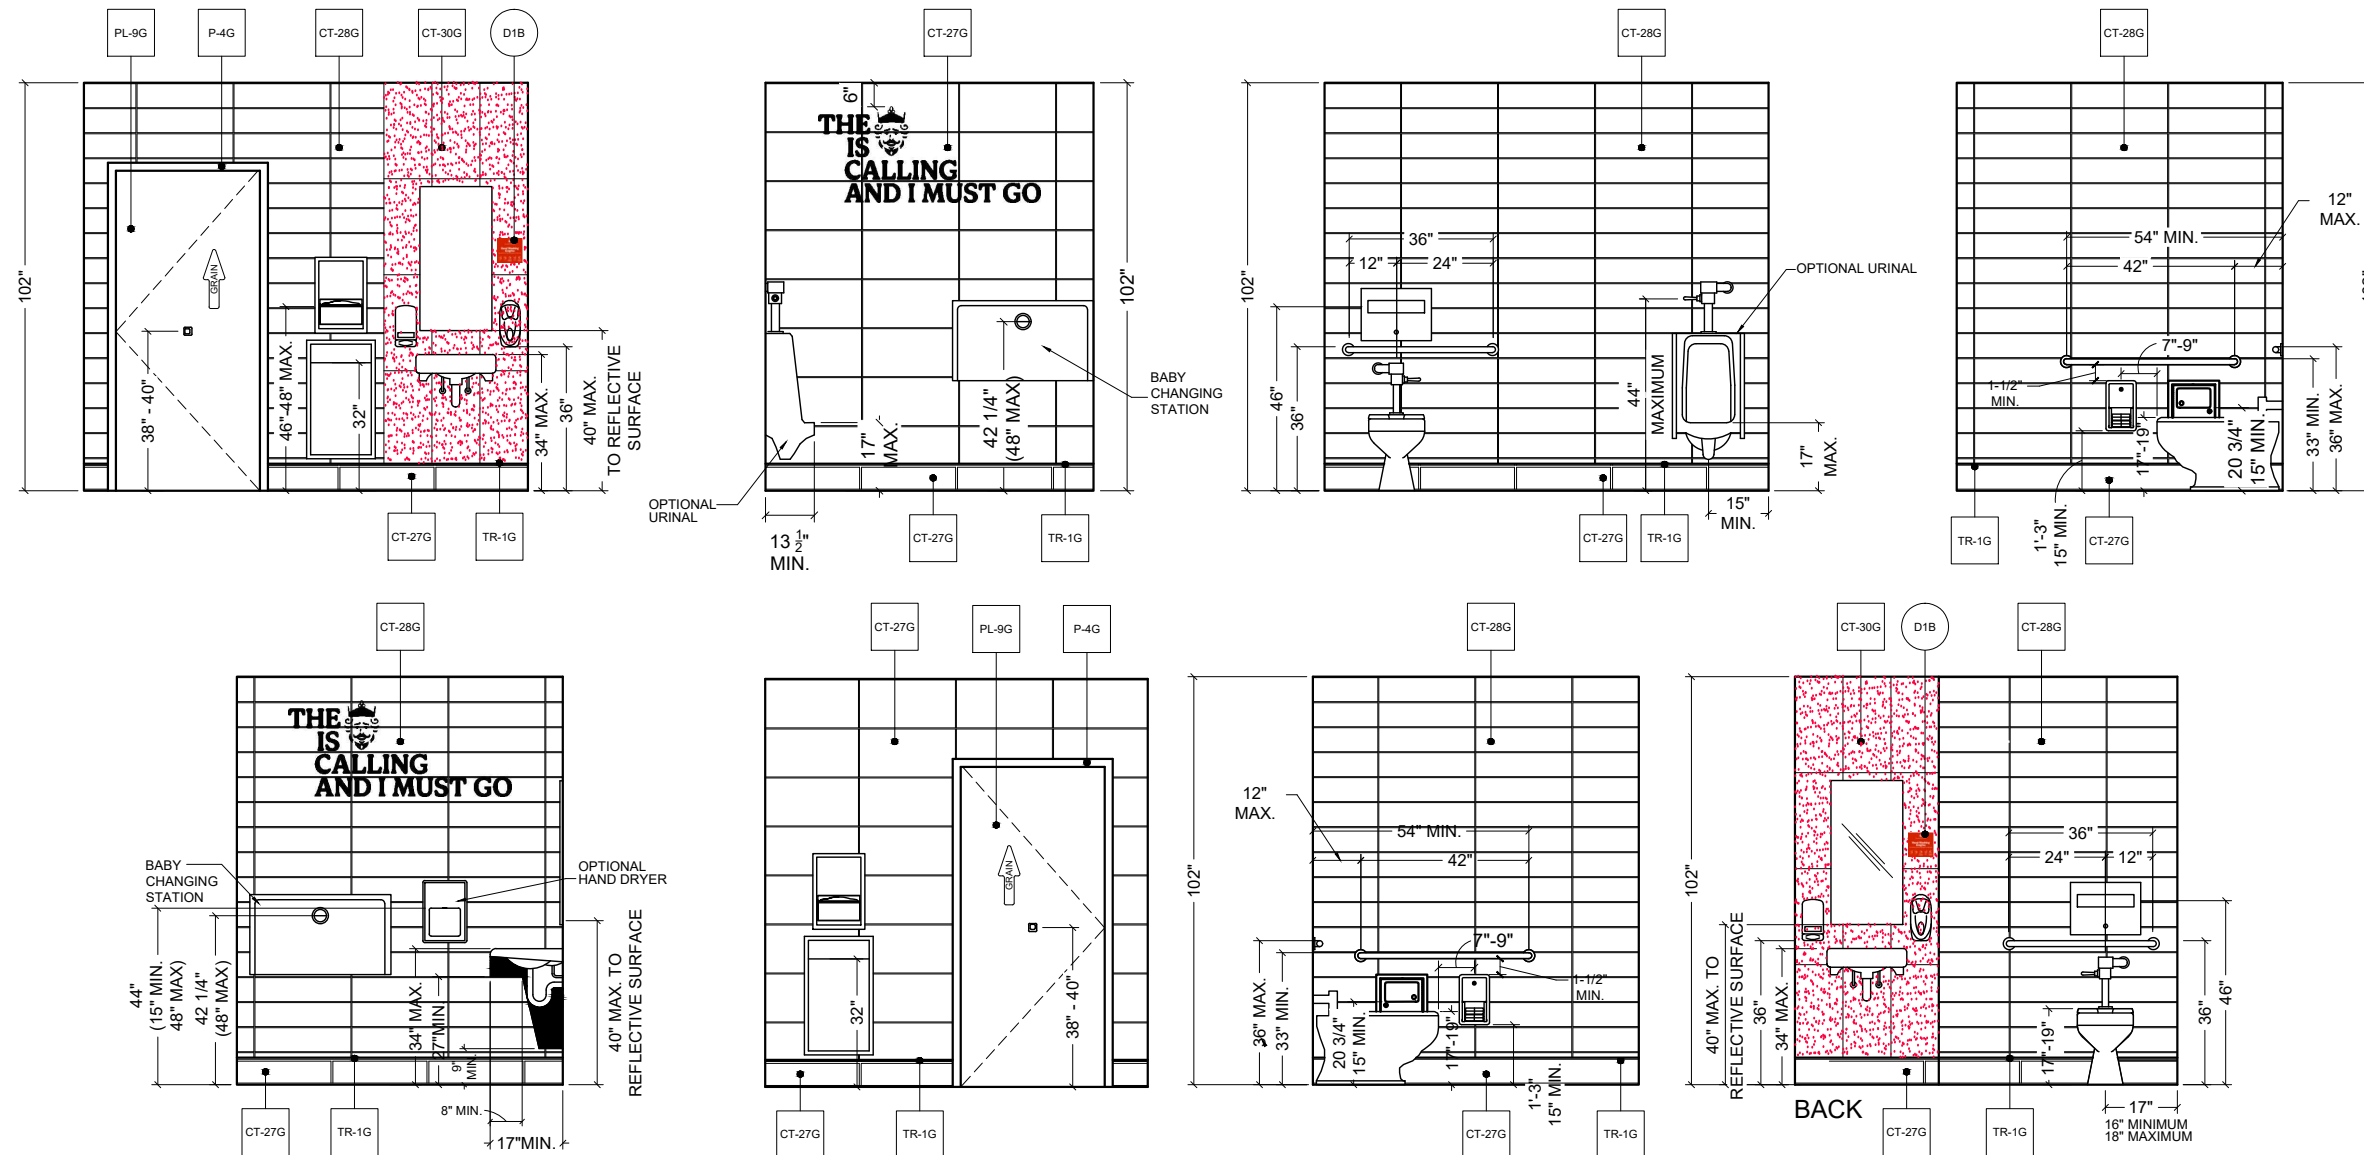 PL-9G
P-4G
CT-28G
CT-30G
D1B
102"
GRAIN
38" - 40"
46"-48" MAX.
32"
34" MAX.
36"
40" MAX.
TO REFLECTIVE
SURFACE
CT-27G
TR-1G
CT-27G
6"
THE
IS
CALLING
AND I MUST GO
102"
BABY
CHANGING
STATION
42 1/4"
(48" MAX)
17"
MAX.
OPTIONAL
URINAL
13 1/2"
MIN.
CT-27G
TR-1G
CT-28G
102"
36"
12"
24"
46"
36"
OPTIONAL URINAL
44"
MAXIMUM
17"
MAX.
15"
MIN.
CT-27G
TR-1G
CT-28G
12"
MAX.
54" MIN.
42"
7"-9"
1-1/2"
MIN.
17"-19"
20 3/4"
15" MIN.
33" MIN.
36" MAX.
1'-3"
15" MIN.
TR-1G
CT-27G
CT-28G
THE
IS
CALLING
AND I MUST GO
BABY
CHANGING
STATION
OPTIONAL
HAND DRYER
44"
(15" MIN.
48" MAX)
42 1/4"
(48" MAX)
34" MAX.
27"MIN.
9"
MIN.
40" MAX. TO
REFLECTIVE SURFACE
8" MIN.
17"MIN.
CT-27G
TR-1G
CT-27G
PL-9G
P-4G
GRAIN
32"
38" - 40"
CT-27G
TR-1G
CT-28G
102"
12"
MAX.
54" MIN.
42"
7"-9"
1-1/2"
MIN.
36" MAX.
33" MIN.
20 3/4"
15" MIN.
17"-19"
1'-3"
15" MIN.
CT-27G
TR-1G
CT-30G
D1B
CT-28G
102"
36"
24"
12"
40" MAX. TO
REFLECTIVE SURFACE
36"
34" MAX.
17"-19"
36"
46"
BACK
17"
16" MINIMUM
18" MAXIMUM
CT-27G
TR-1G